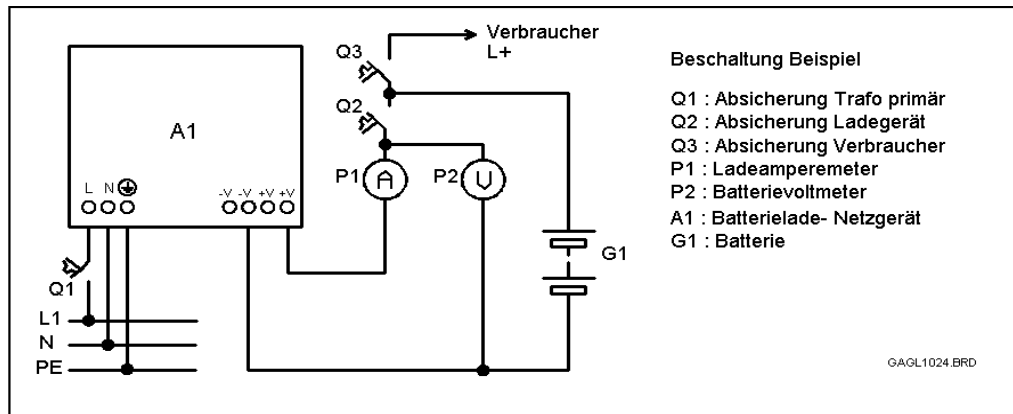 Verbraucher
L+
Q3
Q2
A1
P1 A
P2 V
L N
-V -V +V +V
Q1
L1
N
PE
G1
Beschaltung Beispiel
Q1 : Absicherung Trafo primär
Q2 : Absicherung Ladegerät
Q3 : Absicherung Verbraucher
P1 : Ladeamperemeter
P2 : Batterievoltmeter
A1 : Batterielade- Netzgerät
G1 : Batterie
GAGL1024.BRD